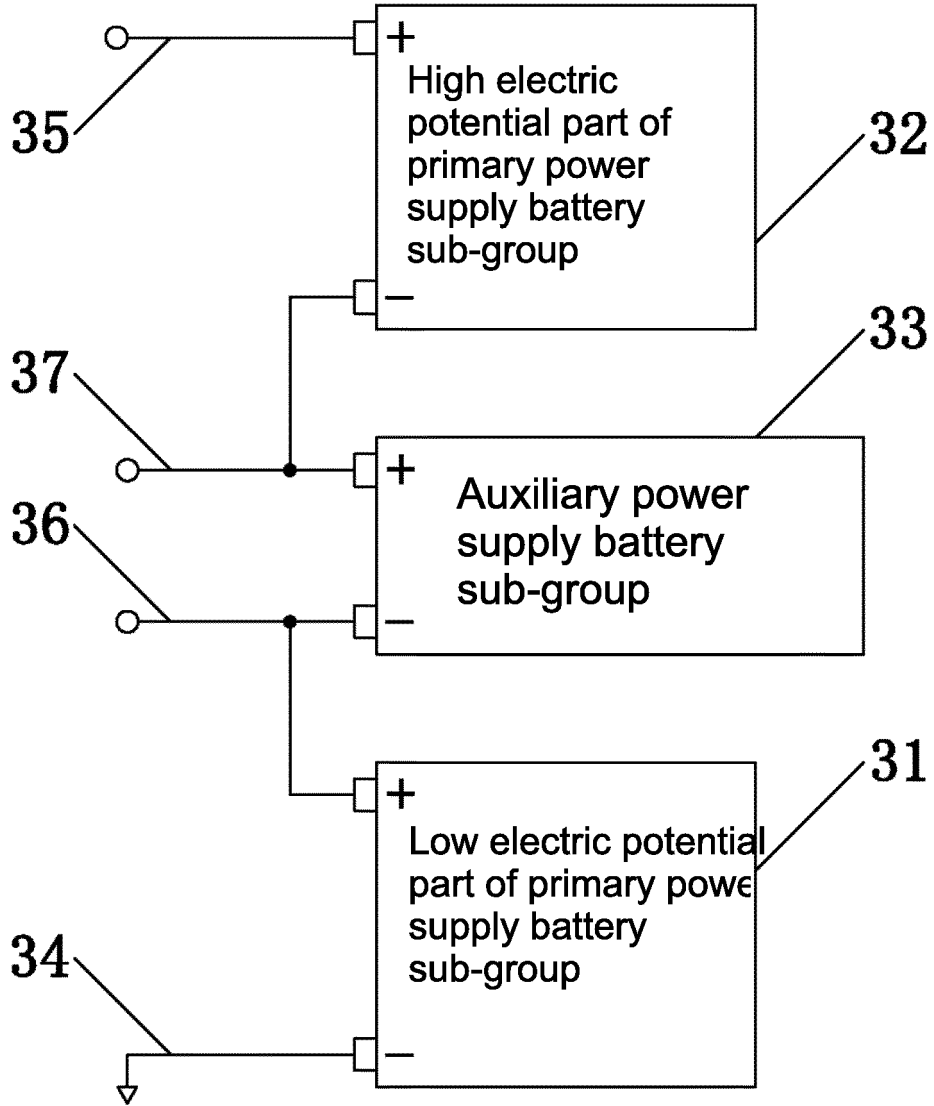 35
+
High electric
potential part of
primary power
supply battery
sub-group
−
32
33
37
+
Auxiliary power
supply battery
sub-group
−
36
31
+
Low electric potential
part of primary powe
supply battery
sub-group
−
34